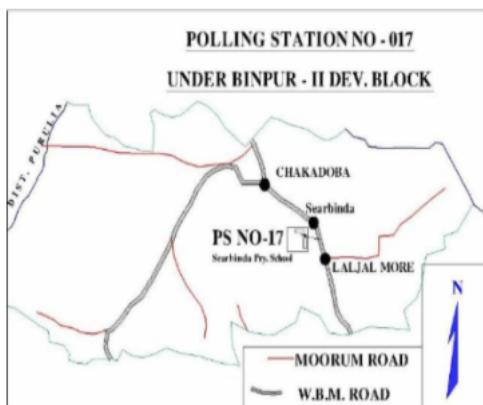 POLLING STATION NO - 017
UNDER BINPUR - II DEV. BLOCK
DIST. PURULIA
CHAKADOBA
Searbinda
PS NO-17
Searbinda Pry. School
LALJAL MORE
N
MOORUM ROAD
W.B.M. ROAD